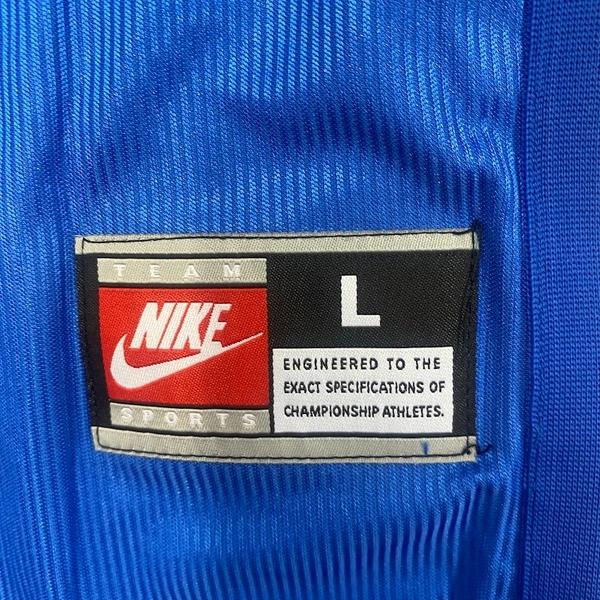 TEAM
NIKE
SPORTS
L
ENGINEERED TO THE
EXACT SPECIFICATIONS OF
CHAMPIONSHIP ATHLETES.